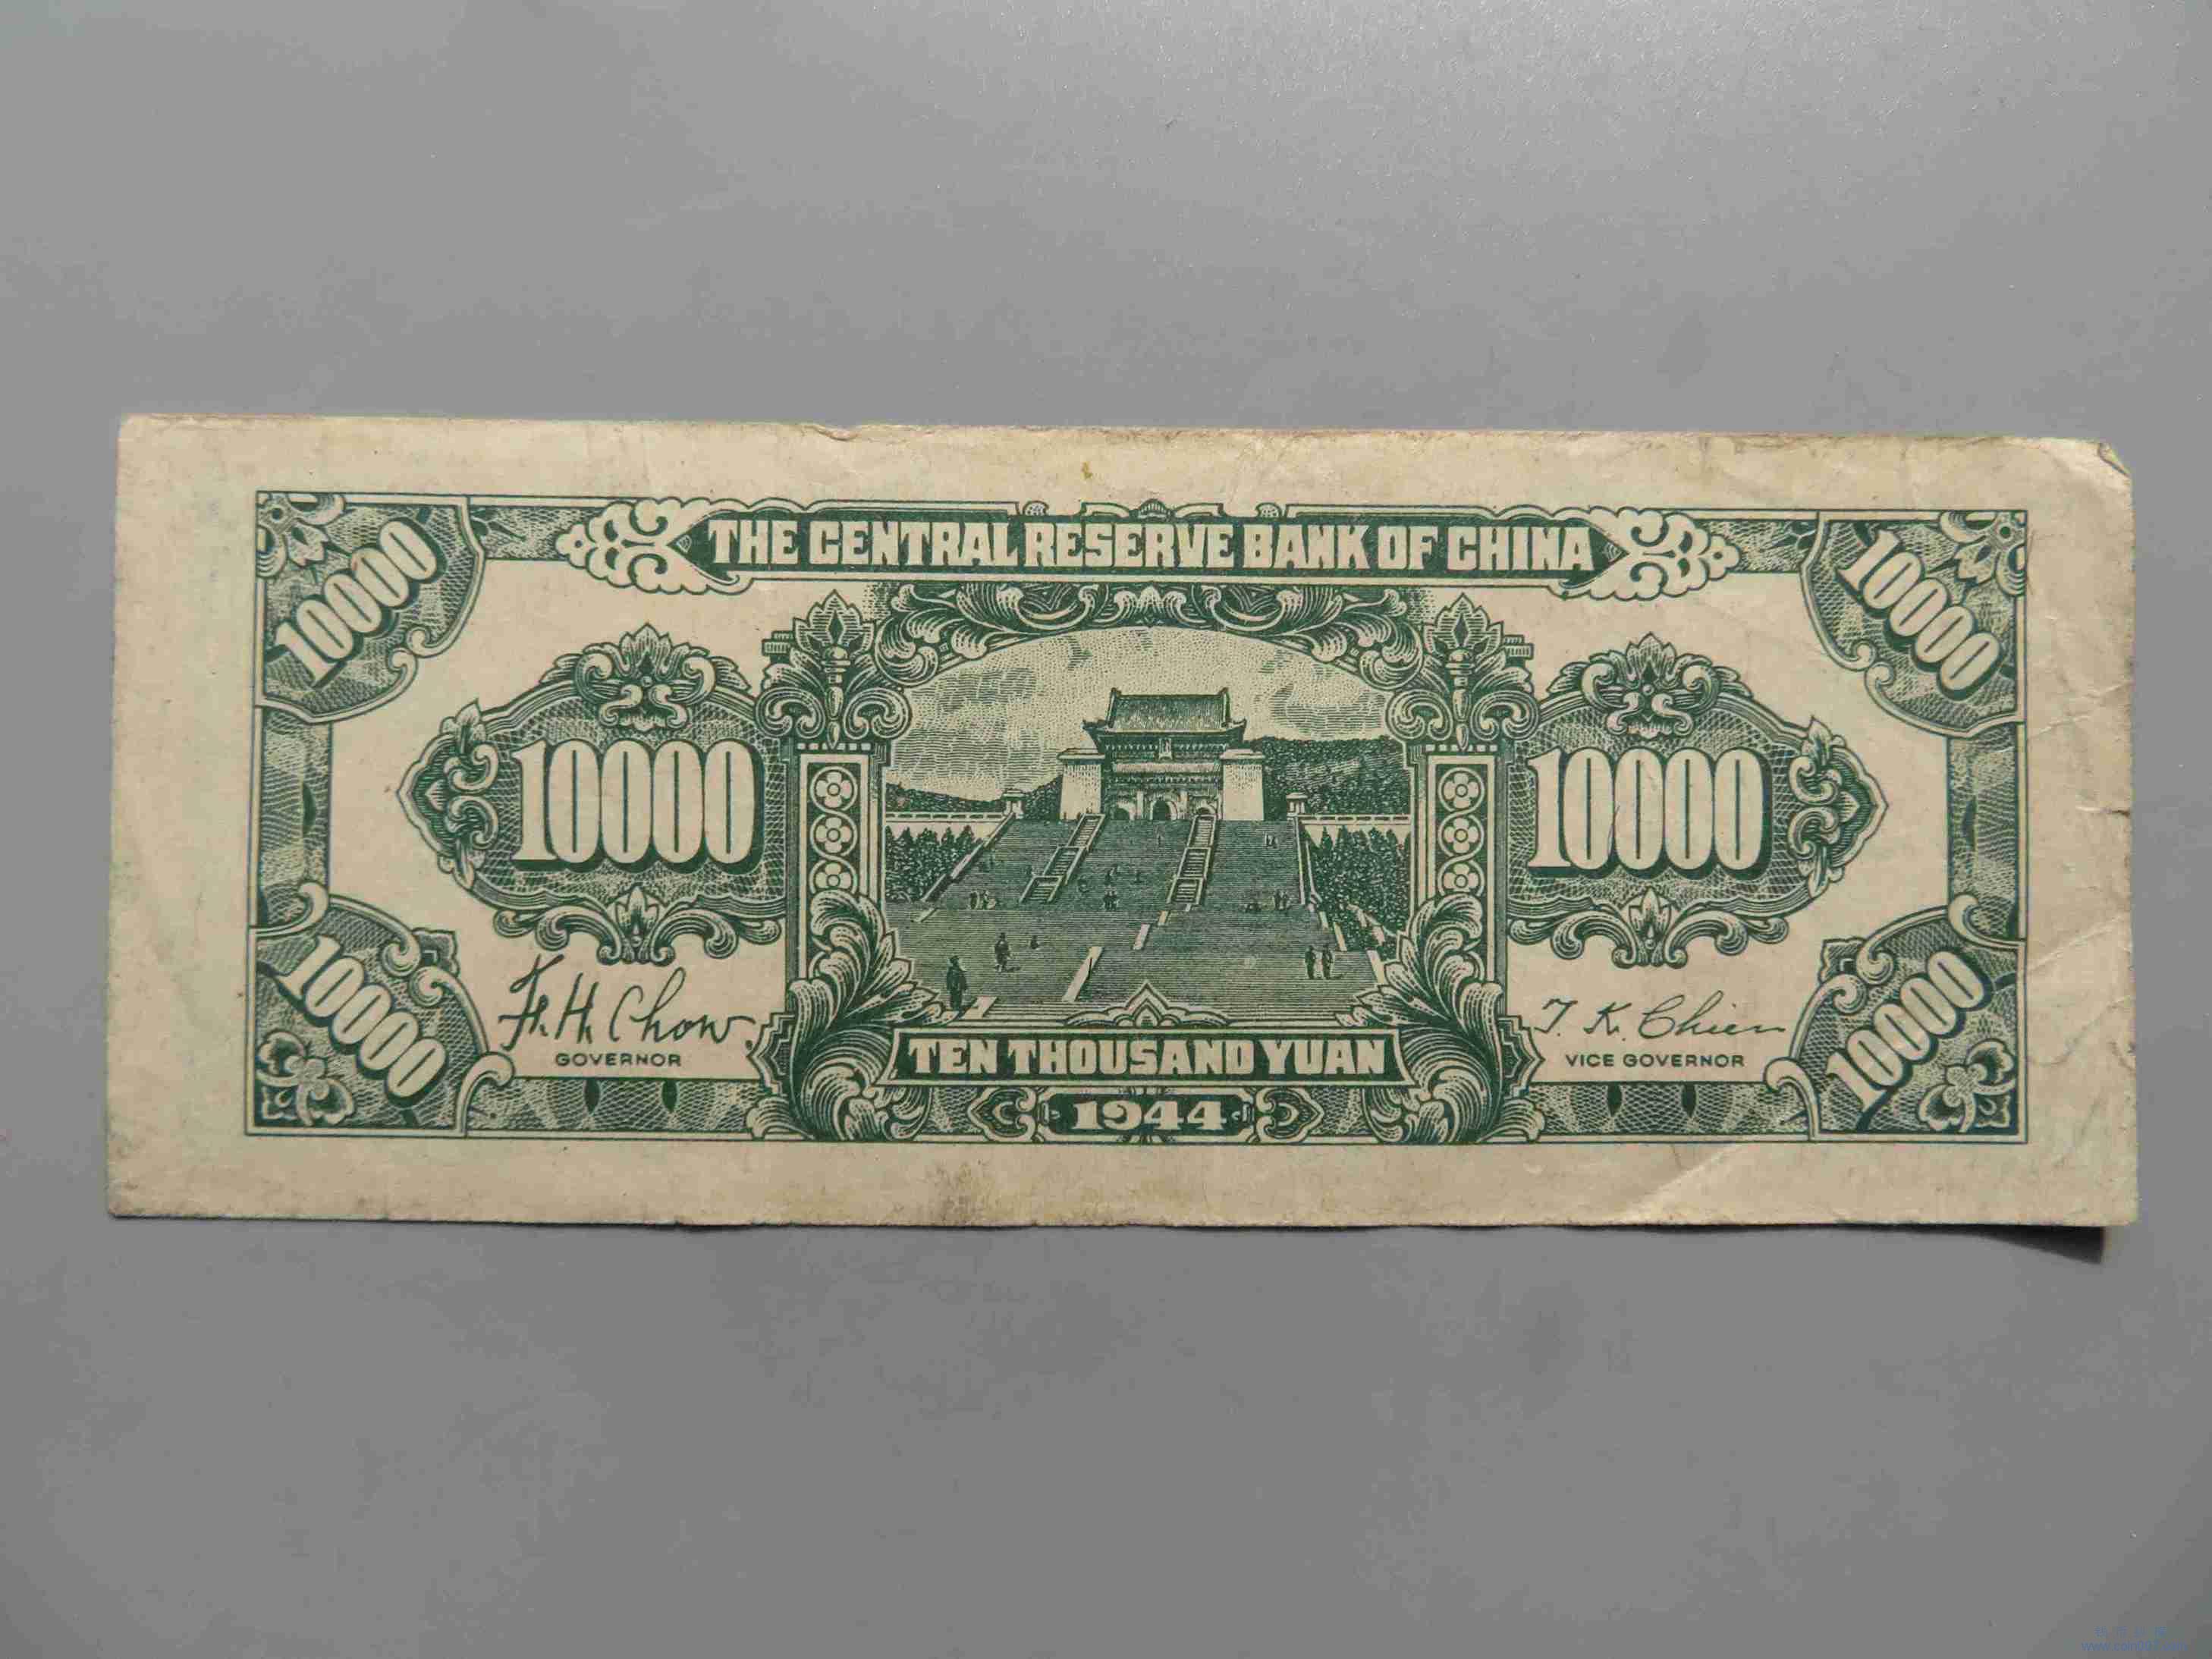 THE CENTRAL RESERVE BANK OF CHINA
10000
10000
10000
10000
F. H. Chow
GOVERNOR
T. K. Chien
VICE GOVERNOR
10000
10000
TEN THOUSAND YUAN
1944